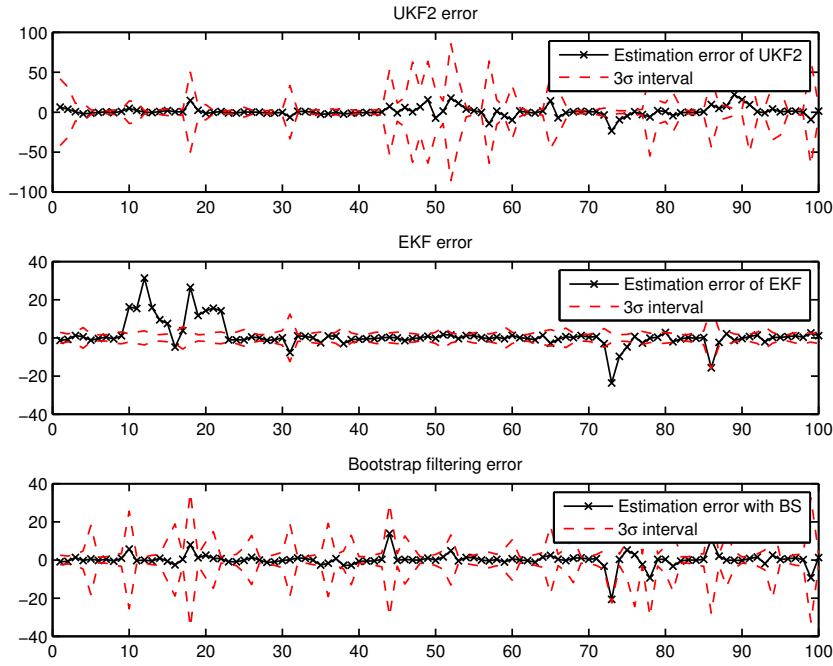 UKF2 error
100
50
0
−50
−100
Estimation error of UKF2
3σ interval
0 10 20 30 40 50 60 70 80 90 100
EKF error
40
20
0
−20
−40
Estimation error of EKF
3σ interval
0 10 20 30 40 50 60 70 80 90 100
Bootstrap filtering error
40
20
0
−20
−40
Estimation error with BS
3σ interval
0 10 20 30 40 50 60 70 80 90 100